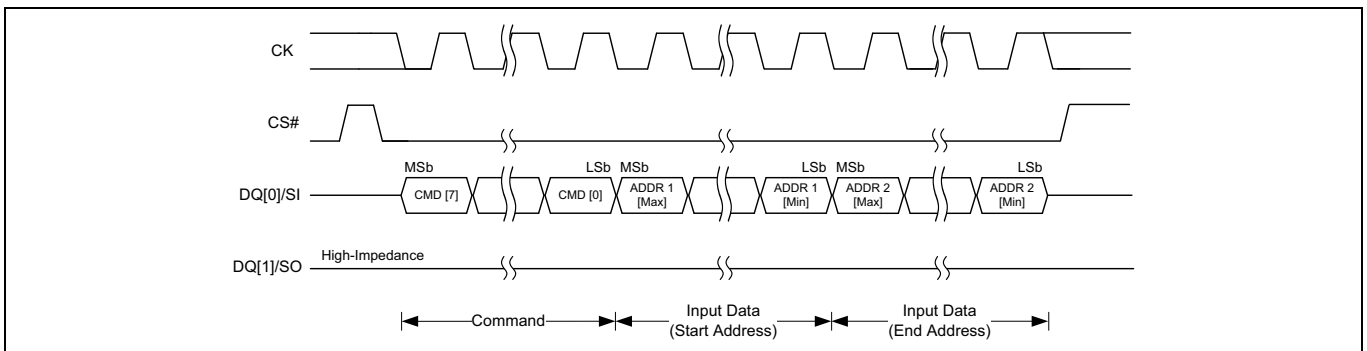 CK
CS#
MSb LSb MSb LSb MSb LSb
DQ[0]/SI CMD [7] CMD [0] ADDR 1 [Max] ADDR 1 [Min] ADDR 2 [Max] ADDR 2 [Min]
High-Impedance
DQ[1]/SO
Command
Input Data
(Start Address)
Input Data
(End Address)